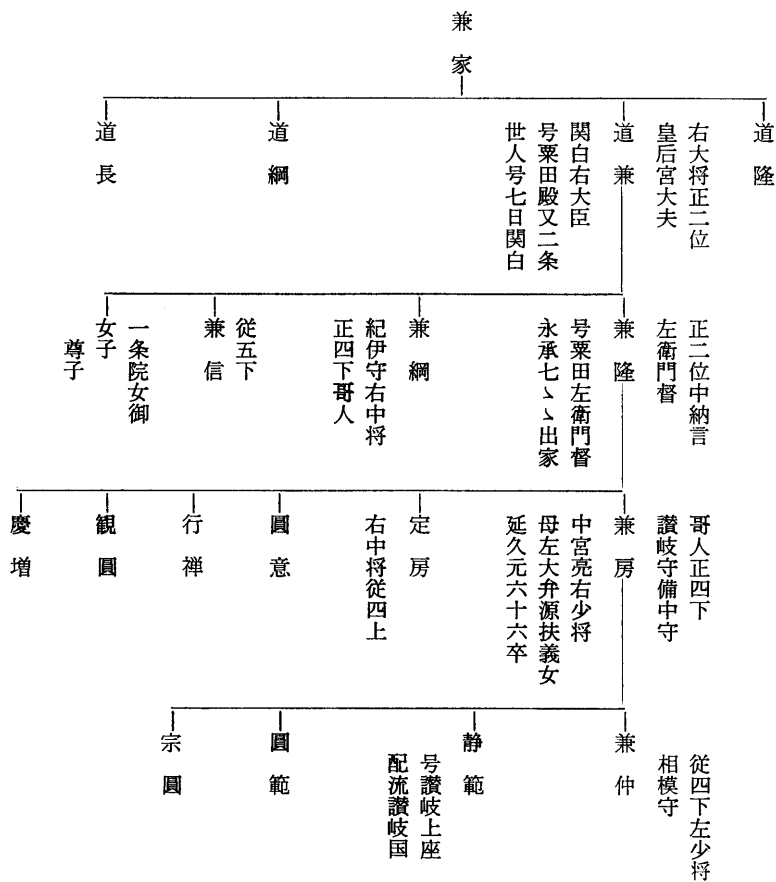 兼家
道隆
右大将正二位
皇后宮大夫
道兼
関白右大臣
号粟田殿又二条
世人号七日関白
道綱
道長
正二位中納言
左衛門督
兼隆
号粟田左衛門督
永承七ゝゝ出家
兼綱
紀伊守右中将
正四下哥人
従五下
兼信
一条院女御
女子
尊子
哥人正四下
讃岐守備中守
兼房
中宮亮右少将
母左大弁源扶義女
延久元六十六卒
定房
右中将従四上
圓意
行禅
観圓
慶増
従四下左少将
相模守
兼仲
静範
号讃岐上座
配流讃岐国
圓範
宗圓